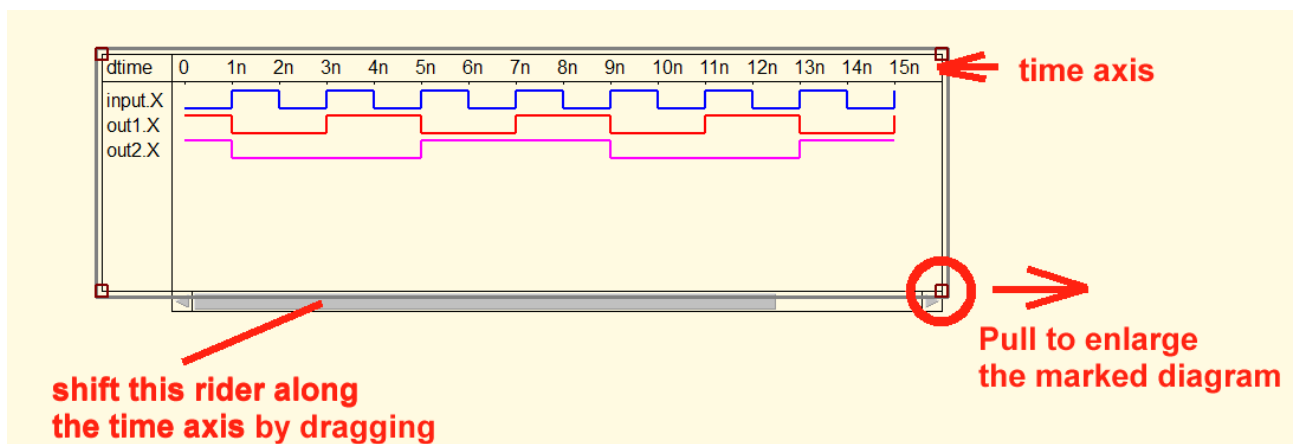 dtime 0 1n 2n 3n 4n 5n 6n 7n 8n 9n 10n 11n 12n 13n 14n 15n
time axis
input.X
out1.X
out2.X
Pull to enlarge
the marked diagram
shift this rider along
the time axis by dragging